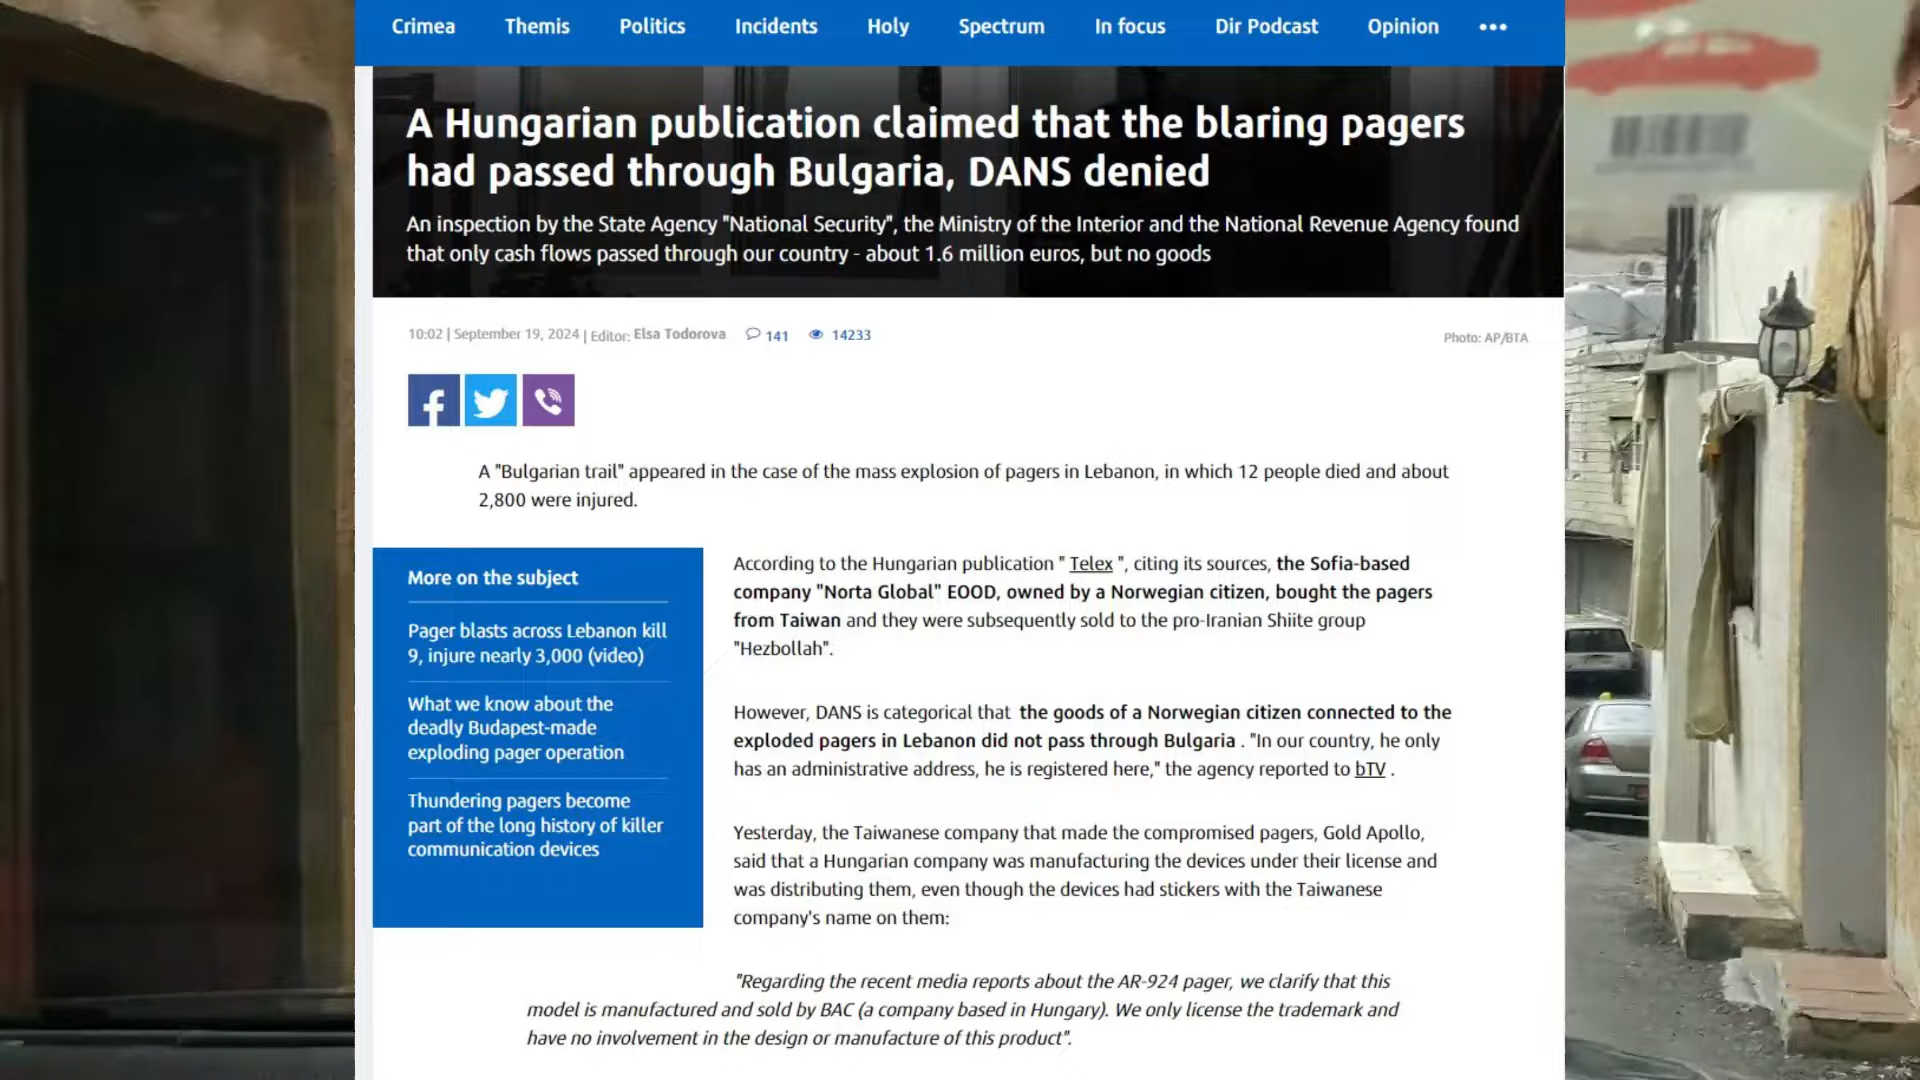 Crimea Themis Politics Incidents Holy Spectrum In focus Dir Podcast Opinion •••
A Hungarian publication claimed that the blaring pagers
had passed through Bulgaria, DANS denied
An inspection by the State Agency "National Security", the Ministry of the Interior and the National Revenue Agency found
that only cash flows passed through our country - about 1.6 million euros, but no goods
10:02 | September 19, 2024 | Editor: Elsa Todorova 141 14233
Photo: AP/BTA
A "Bulgarian trail" appeared in the case of the mass explosion of pagers in Lebanon, in which 12 people died and about
2,800 were injured.
More on the subject
Pager blasts across Lebanon kill
9, injure nearly 3,000 (video)
What we know about the
deadly Budapest-made
exploding pager operation
Thundering pagers become
part of the long history of killer
communication devices
According to the Hungarian publication " Telex ", citing its sources, the Sofia-based
company "Norta Global" EOOD, owned by a Norwegian citizen, bought the pagers
from Taiwan and they were subsequently sold to the pro-Iranian Shiite group
"Hezbollah".
However, DANS is categorical that the goods of a Norwegian citizen connected to the
exploded pagers in Lebanon did not pass through Bulgaria . "In our country, he only
has an administrative address, he is registered here," the agency reported to bTV .
Yesterday, the Taiwanese company that made the compromised pagers, Gold Apollo,
said that a Hungarian company was manufacturing the devices under their license and
was distributing them, even though the devices had stickers with the Taiwanese
company's name on them:
"Regarding the recent media reports about the AR-924 pager, we clarify that this
model is manufactured and sold by BAC (a company based in Hungary). We only license the trademark and
have no involvement in the design or manufacture of this product".